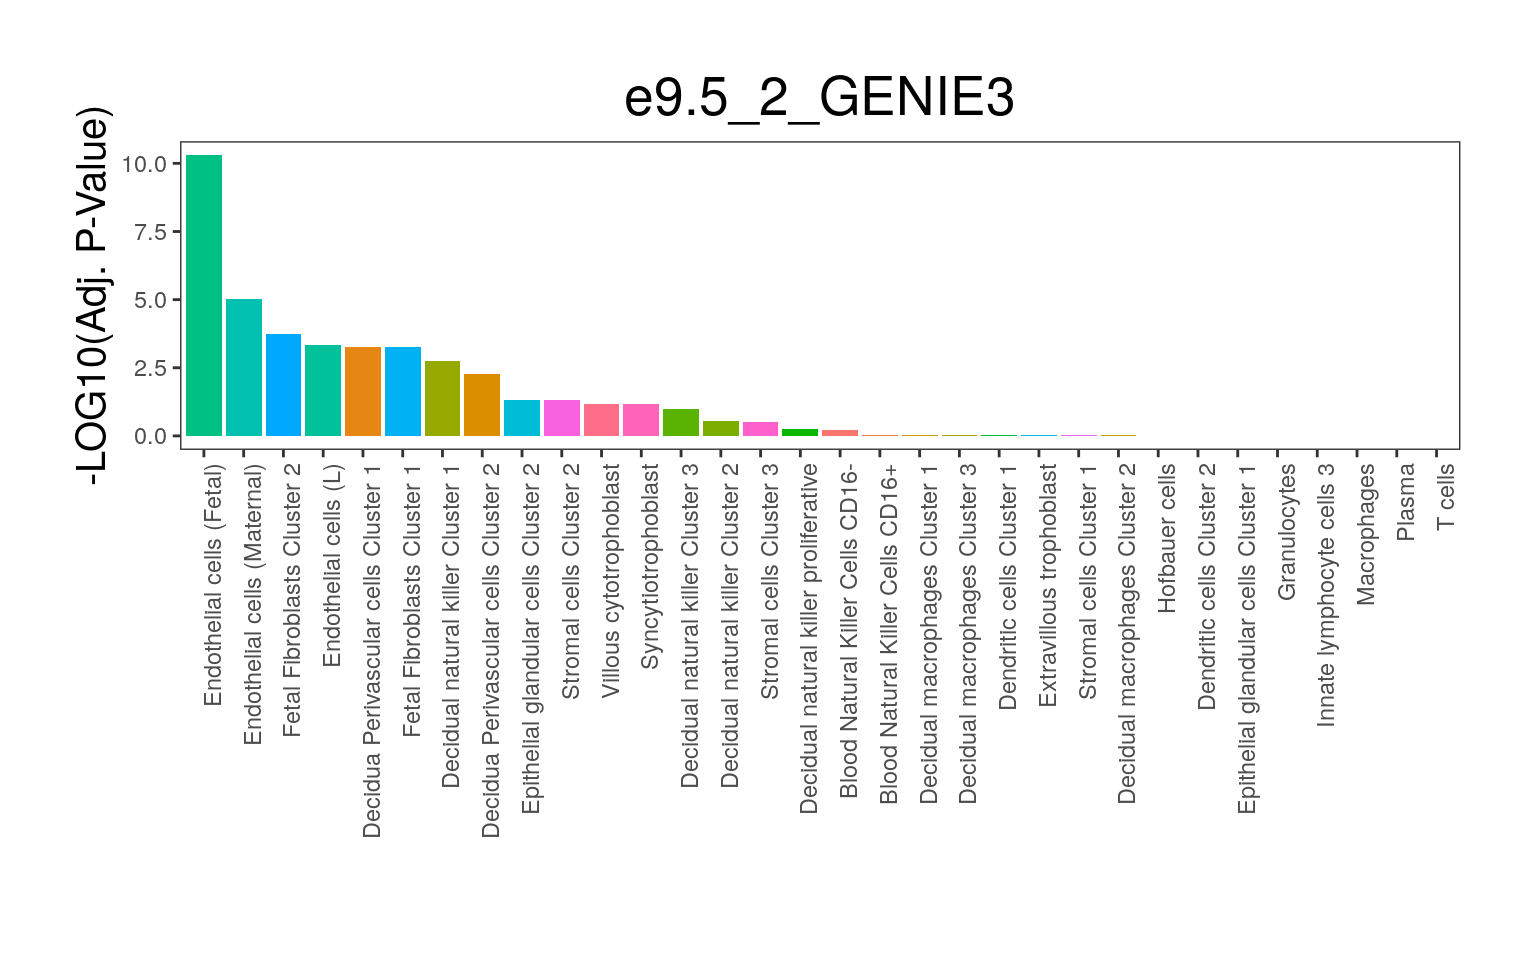 e9.5_2_GENIE3
-LOG10(Adj. P-Value)
10.0
7.5
5.0
2.5
0.0
Endothelial cells (Fetal)
Endothelial cells (Maternal)
Fetal Fibroblasts Cluster 2
Endothelial cells (L)
Decidua Perivascular cells Cluster 1
Fetal Fibroblasts Cluster 1
Decidual natural killer Cluster 1
Decidua Perivascular cells Cluster 2
Epithelial glandular cells Cluster 2
Stromal cells Cluster 2
Villous cytotrophoblast
Syncytiotrophoblast
Decidual natural killer Cluster 3
Decidual natural killer Cluster 2
Stromal cells Cluster 3
Decidual natural killer proliferative
Blood Natural Killer Cells CD16-
Blood Natural Killer Cells CD16+
Decidual macrophages Cluster 1
Decidual macrophages Cluster 3
Dendritic cells Cluster 1
Extravillous trophoblast
Stromal cells Cluster 1
Decidual macrophages Cluster 2
Hofbauer cells
Dendritic cells Cluster 2
Epithelial glandular cells Cluster 1
Granulocytes
Innate lymphocyte cells 3
Macrophages
Plasma
T cells